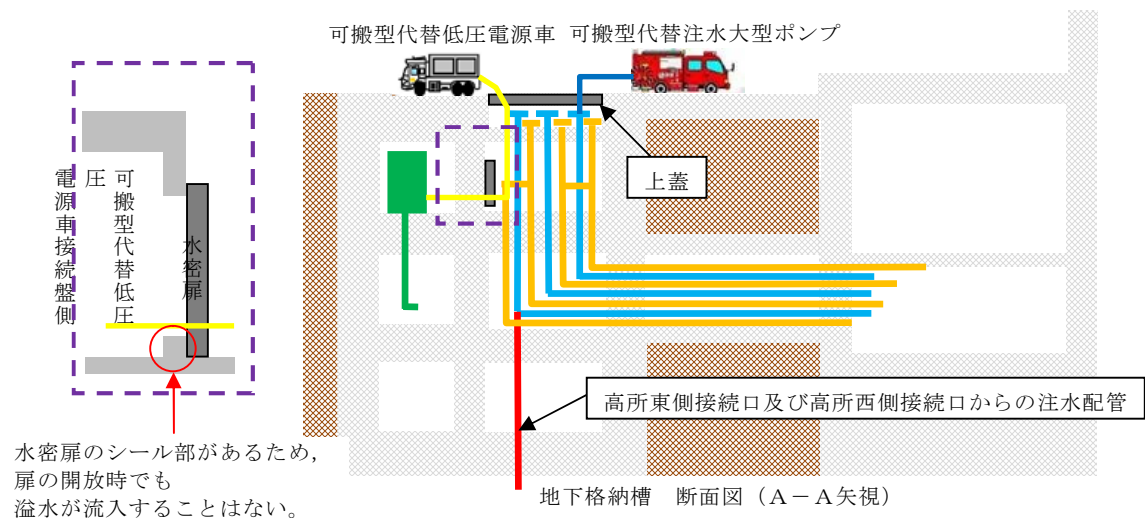 可搬型代替低圧電源車
可搬型代替注水大型ポンプ
上蓋
可搬型代替低圧
電源車接続盤側
水密扉
高所東側接続口及び高所西側接続口からの注水配管
水密扉のシール部があるため，
扉の開放時でも
溢水が流入することはない。
地下格納槽　断面図（Ａ－Ａ矢視）